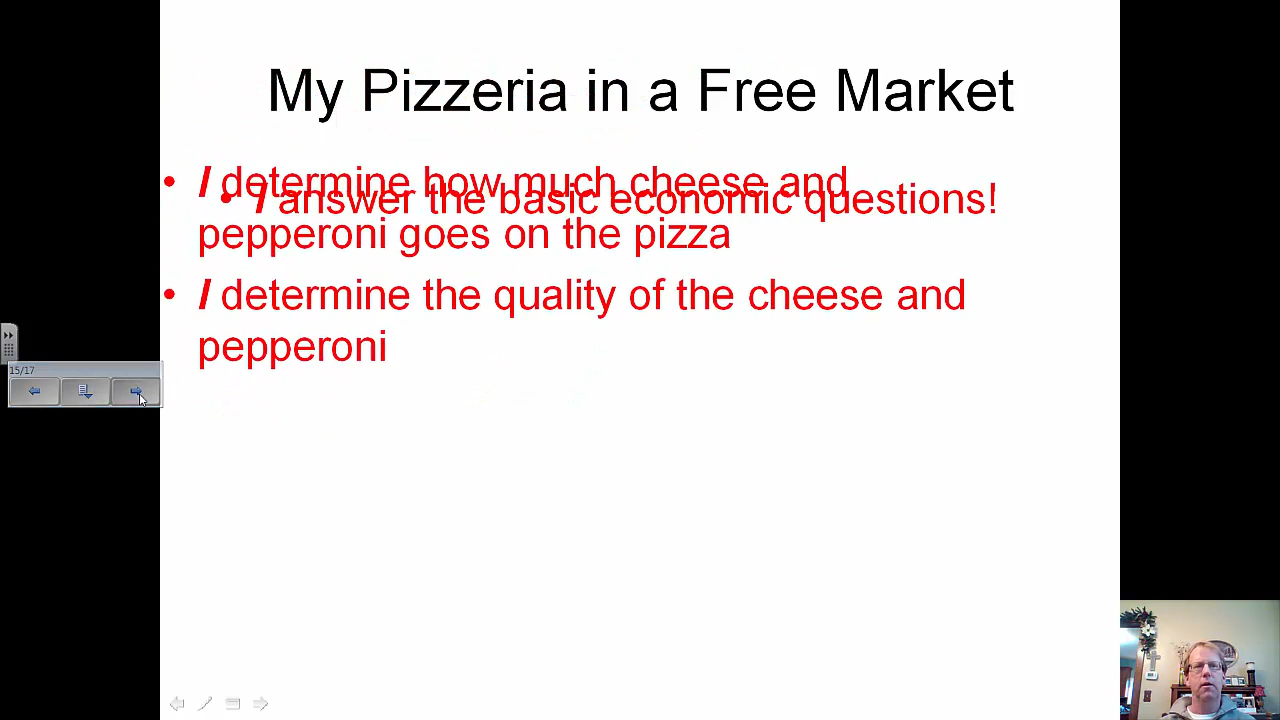 My Pizzeria in a Free Market
• I determine how much cheese and
• I answer the basic economic questions!
pepperoni goes on the pizza
• I determine the quality of the cheese and
pepperoni
15/17